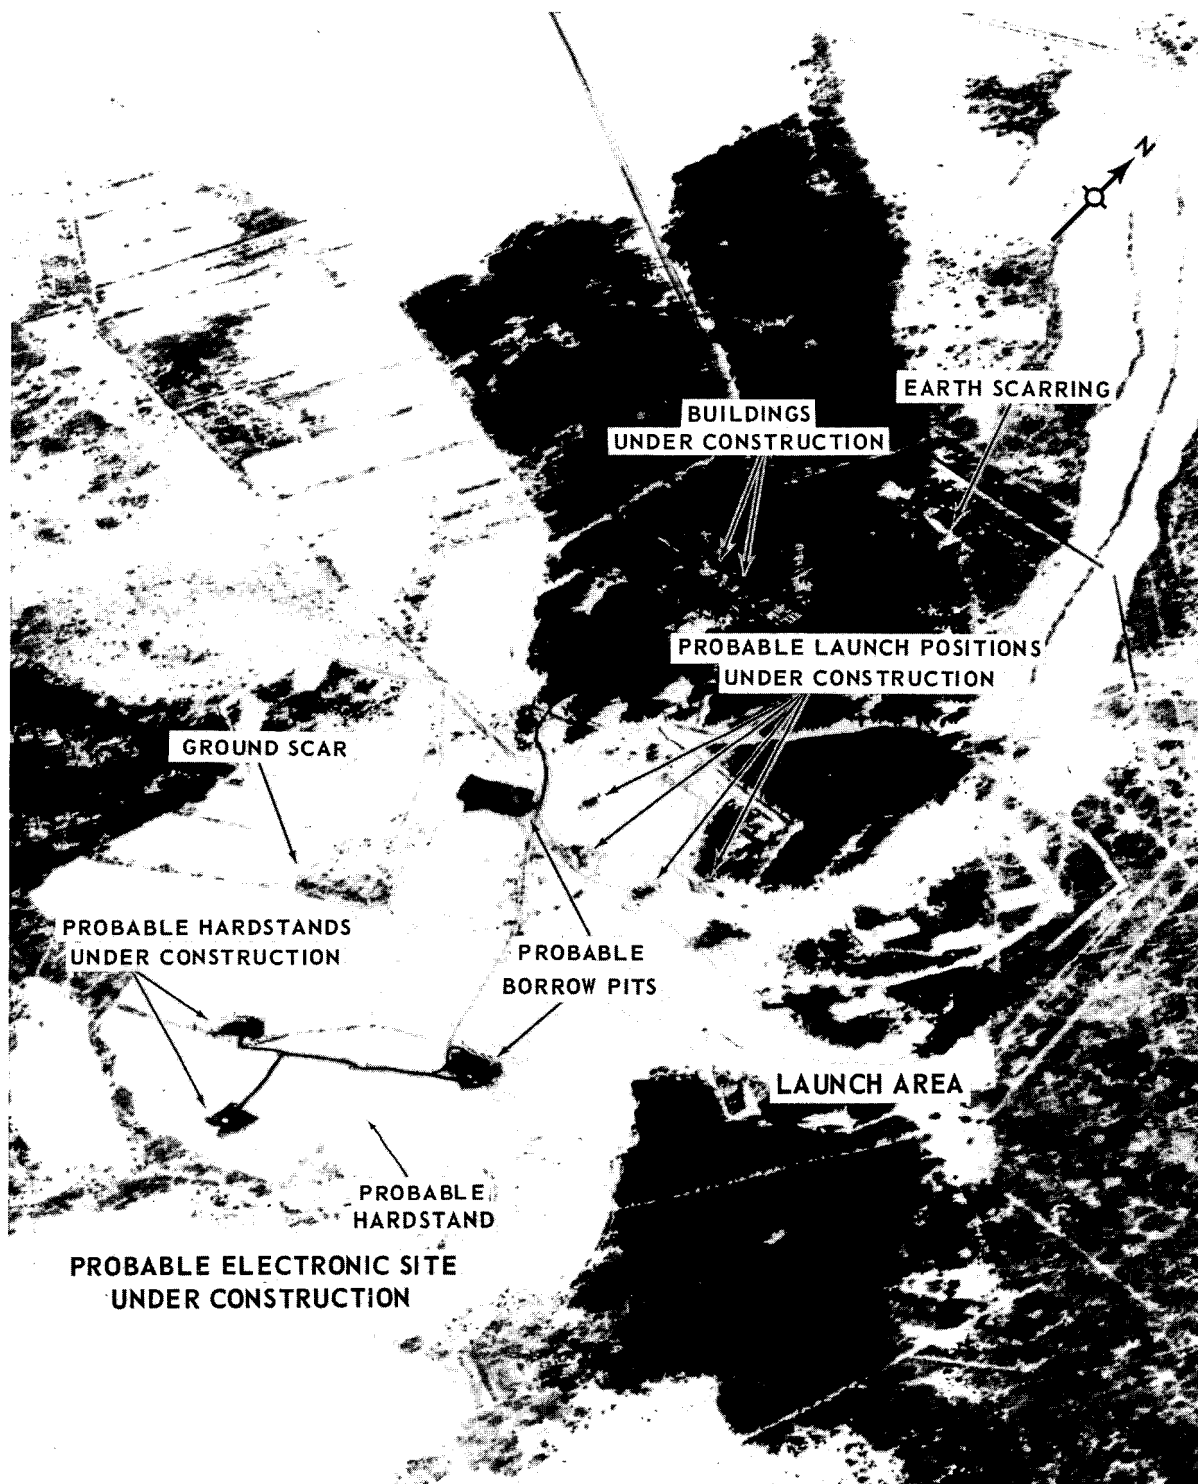 N
EARTH SCARRING
BUILDINGS
UNDER CONSTRUCTION
PROBABLE LAUNCH POSITIONS
UNDER CONSTRUCTION
GROUND SCAR
PROBABLE HARDSTANDS
UNDER CONSTRUCTION
PROBABLE
BORROW PITS
LAUNCH AREA
PROBABLE
HARDSTAND
PROBABLE ELECTRONIC SITE
UNDER CONSTRUCTION